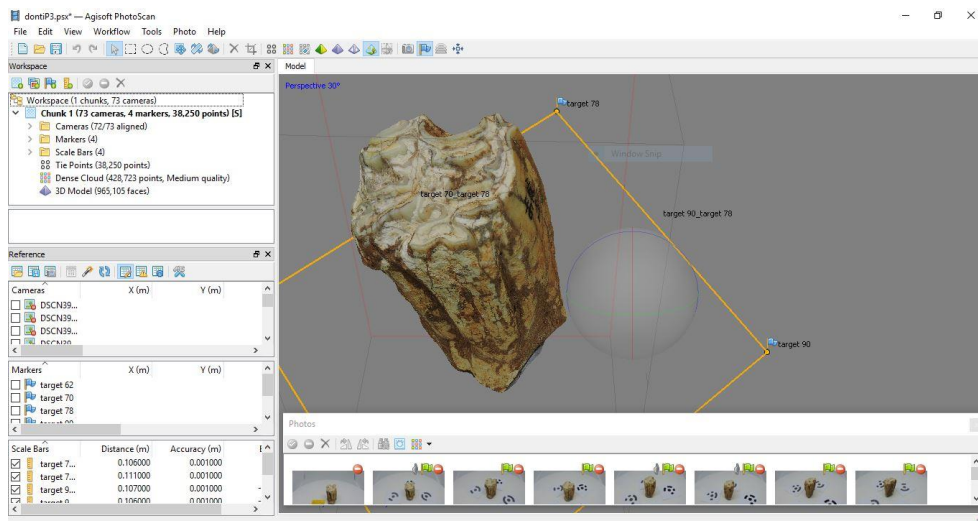 dontiP3.psx* — Agisoft PhotoScan
File Edit View Workflow Tools Photo Help
Workspace
Model
Perspective 30°
Workspace (1 chunks, 73 cameras)
Chunk 1 (73 cameras, 4 markers, 38,250 points) [S]
Cameras (72/73 aligned)
Markers (4)
Scale Bars (4)
Tie Points (38,250 points)
Dense Cloud (428,723 points, Medium quality)
3D Model (965,105 faces)
target 78
Window Snip
target 70_target 78
target 90_target 78
target 90
Reference
Cameras X (m) Y (m)
DSCN39...
DSCN39...
DSCN39...
DSCN39...
Markers X (m) Y (m)
target 62
target 70
target 78
target 90
Scale Bars Distance (m) Accuracy (m)
target 7... 0.106000 0.001000
target 7... 0.111000 0.001000
target 9... 0.107000 0.001000
target 9... 0.106000 0.001000
Photos